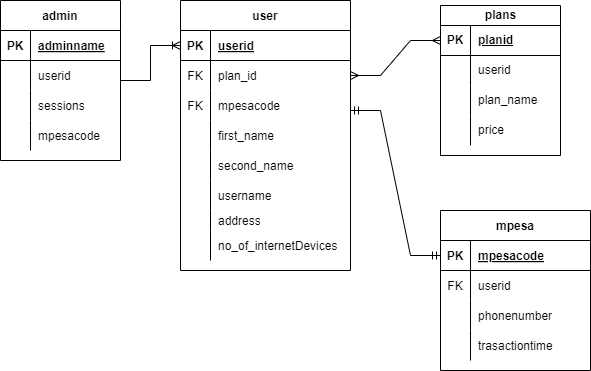 admin
PK adminname
userid
sessions
mpesacode
user
PK userid
FK plan_id
FK mpesacode
first_name
second_name
username
address
no_of_internetDevices
plans
PK planid
userid
plan_name
price
mpesa
PK mpesacode
FK userid
phonenumber
trasactiontime